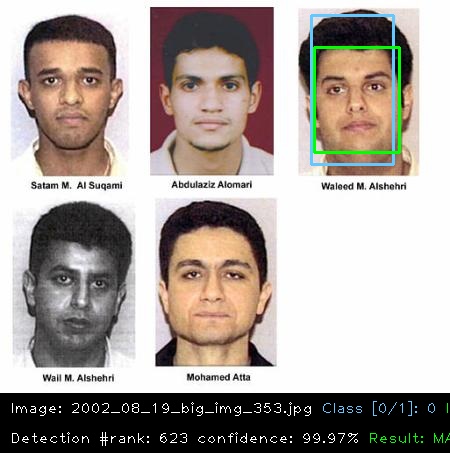 Satam M. Al Suqami
Abdulaziz Alomari
Waleed M. Alshehri
Wail M. Alshehri
Mohamed Atta
Image: 2002_08_19_big_img_353.jpg Class [0/1]: 0
Detection #rank: 623 confidence: 99.97% Result: